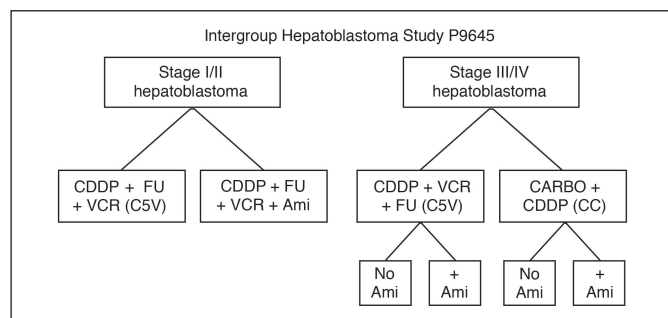 Intergroup Hepatoblastoma Study P9645
Stage I/II
hepatoblastoma
Stage III/IV
hepatoblastoma
CDDP + FU
+ VCR (C5V)
CDDP + FU
+ VCR + Ami
CDDP + VCR
+ FU (C5V)
CARBO +
CDDP (CC)
No
Ami
+
Ami
No
Ami
+
Ami